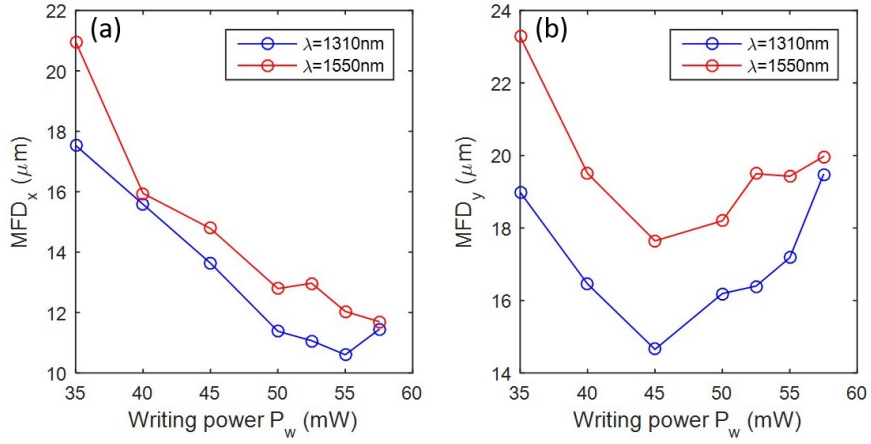 (a)
λ=1310nm
λ=1550nm
22
20
18
16
14
12
10
35 40 45 50 55 60
MFDx (μm)
Writing power Pw (mW)
(b)
λ=1310nm
λ=1550nm
24
22
20
18
16
14
35 40 45 50 55 60
MFDy (μm)
Writing power Pw (mW)